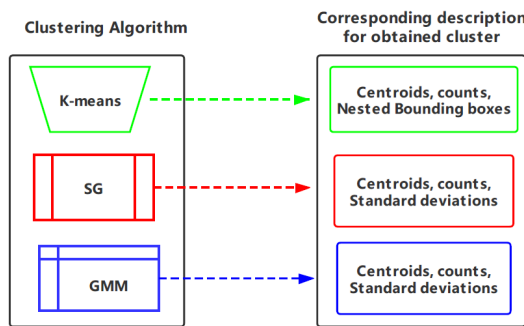 Clustering Algorithm
Corresponding description
for obtained cluster
K-means
Centroids, counts,
Nested Bounding boxes
SG
Centroids, counts,
Standard deviations
GMM
Centroids, counts,
Standard deviations